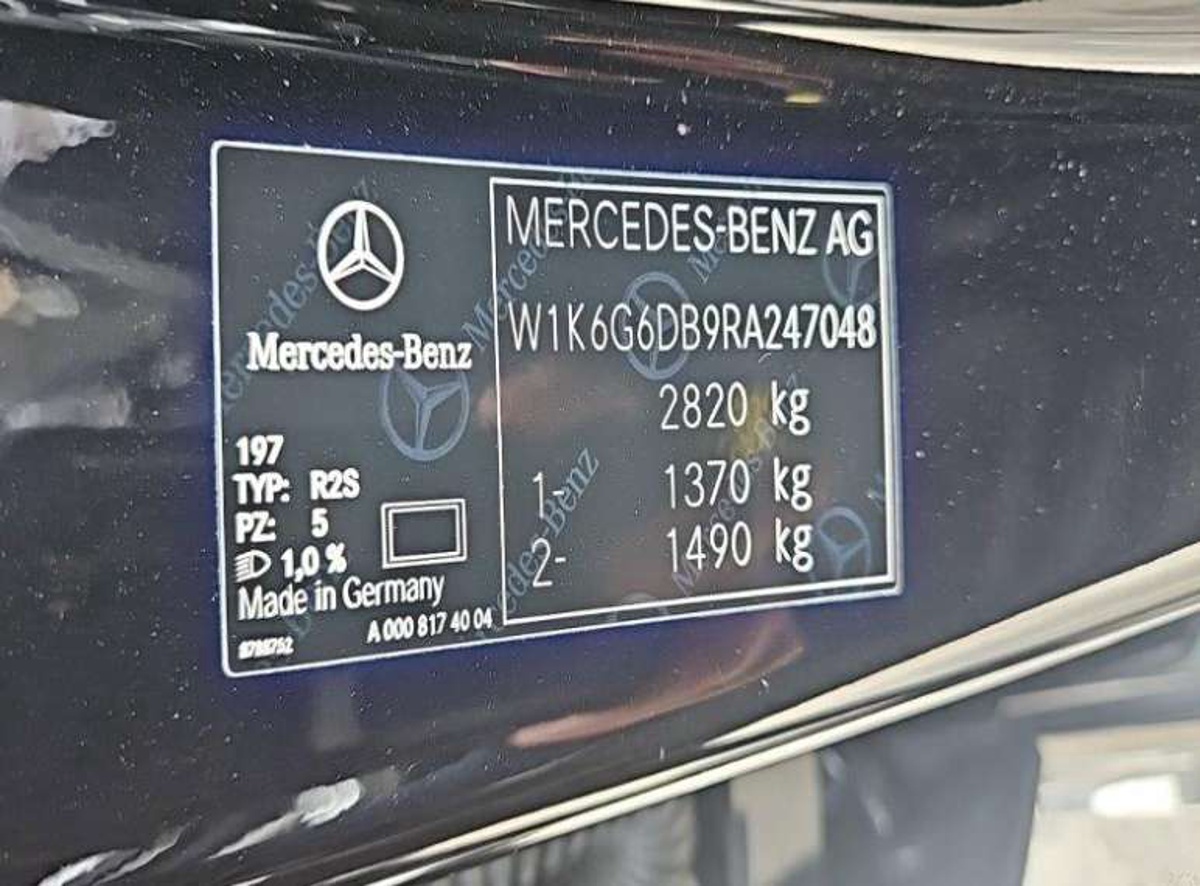 Mercedes-Benz
197
TYP: R2S
PZ: 5
1,0 %
Made in Germany
A 000 817 40 04
MERCEDES-BENZ AG
W1K6G6DB9RA247048
2820 kg
1- 1370 kg
2- 1490 kg